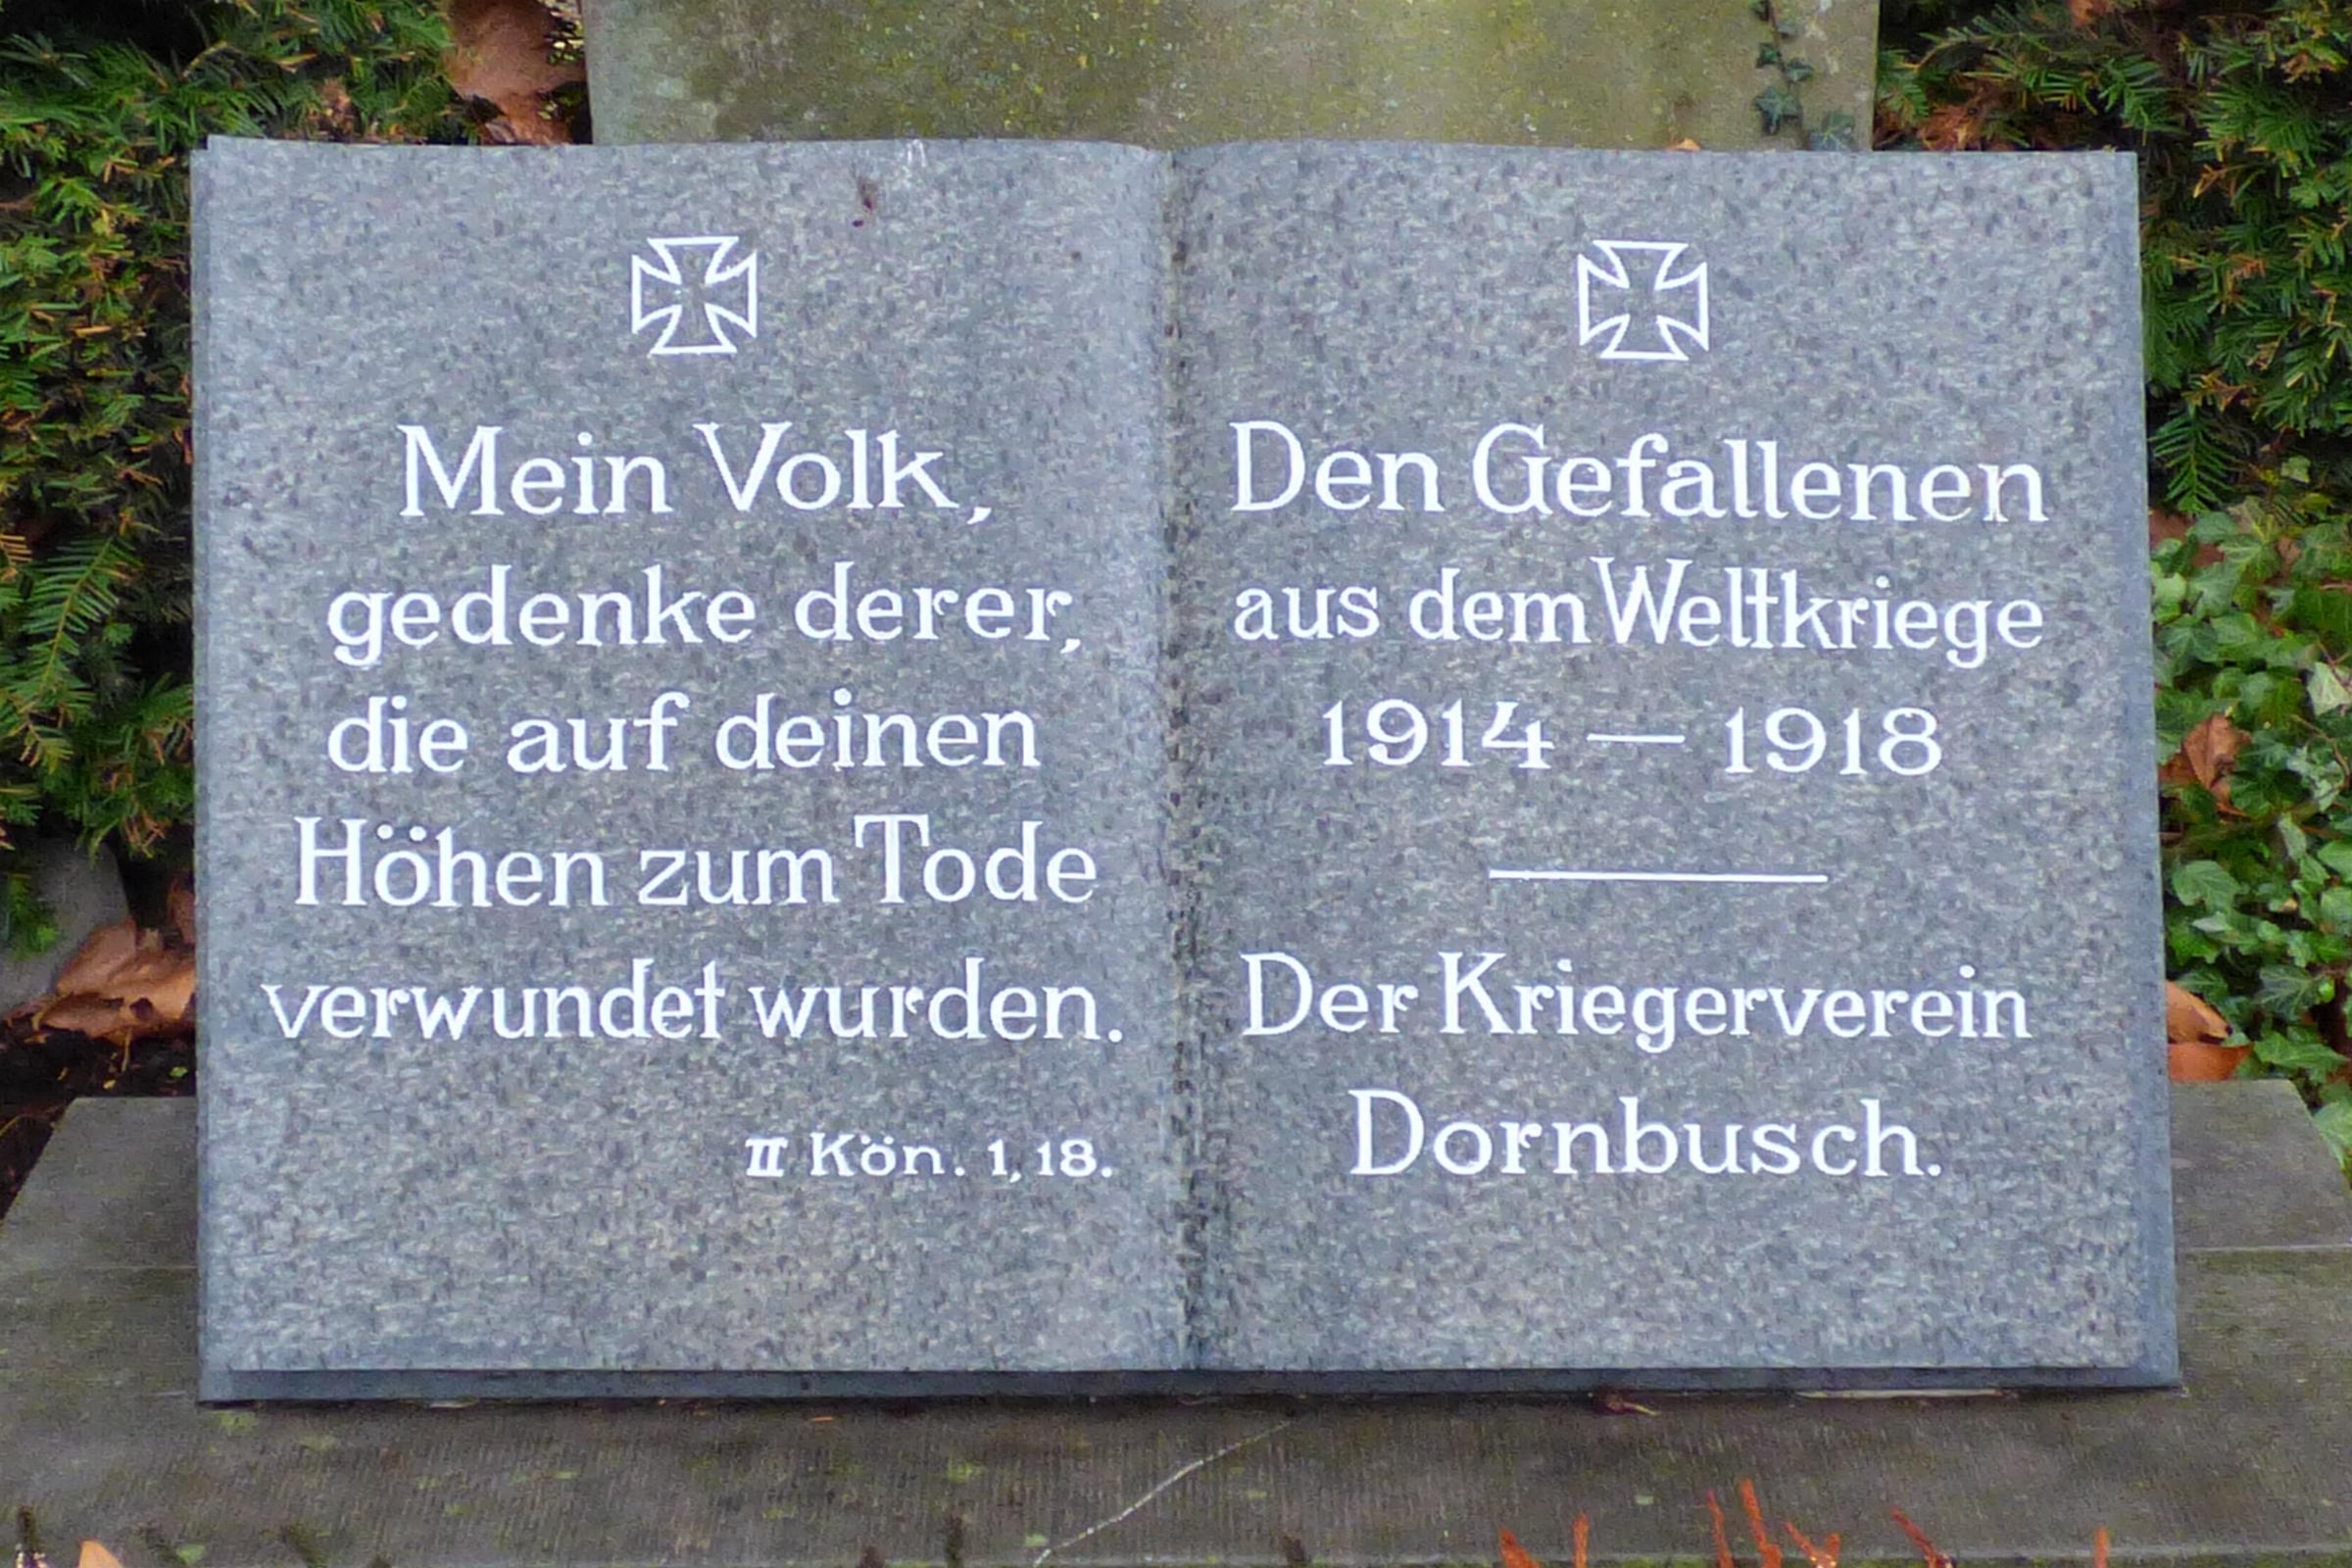 Mein Volk,
gedenke derer,
die auf deinen
Höhen zum Tode
verwundet wurden.
II Kön. 1,18.
Den Gefallenen
aus dem Weltkriege
1914 — 1918
Der Kriegerverein
Dornbusch.